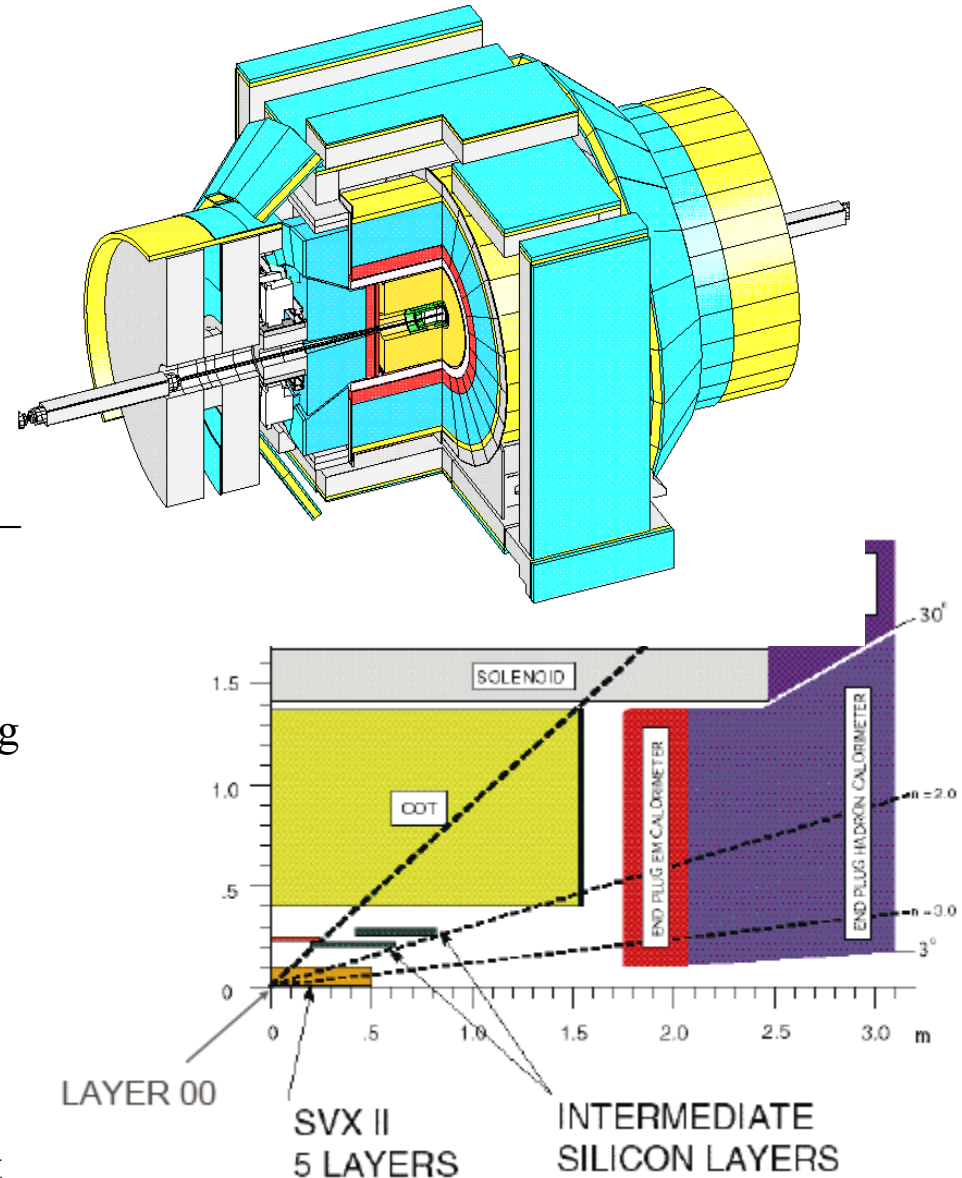 –
g
t
30°
1.5
SOLENOID
1.0
COT
n = 2.0
.5
END PLUG EM CALORIMETER
END PLUG HADRON CALORIMETER
n = 3.0
3°
0
0 .5 1.0 1.5 2.0 2.5 3.0 m
LAYER 00
SVX II
5 LAYERS
INTERMEDIATE
SILICON LAYERS